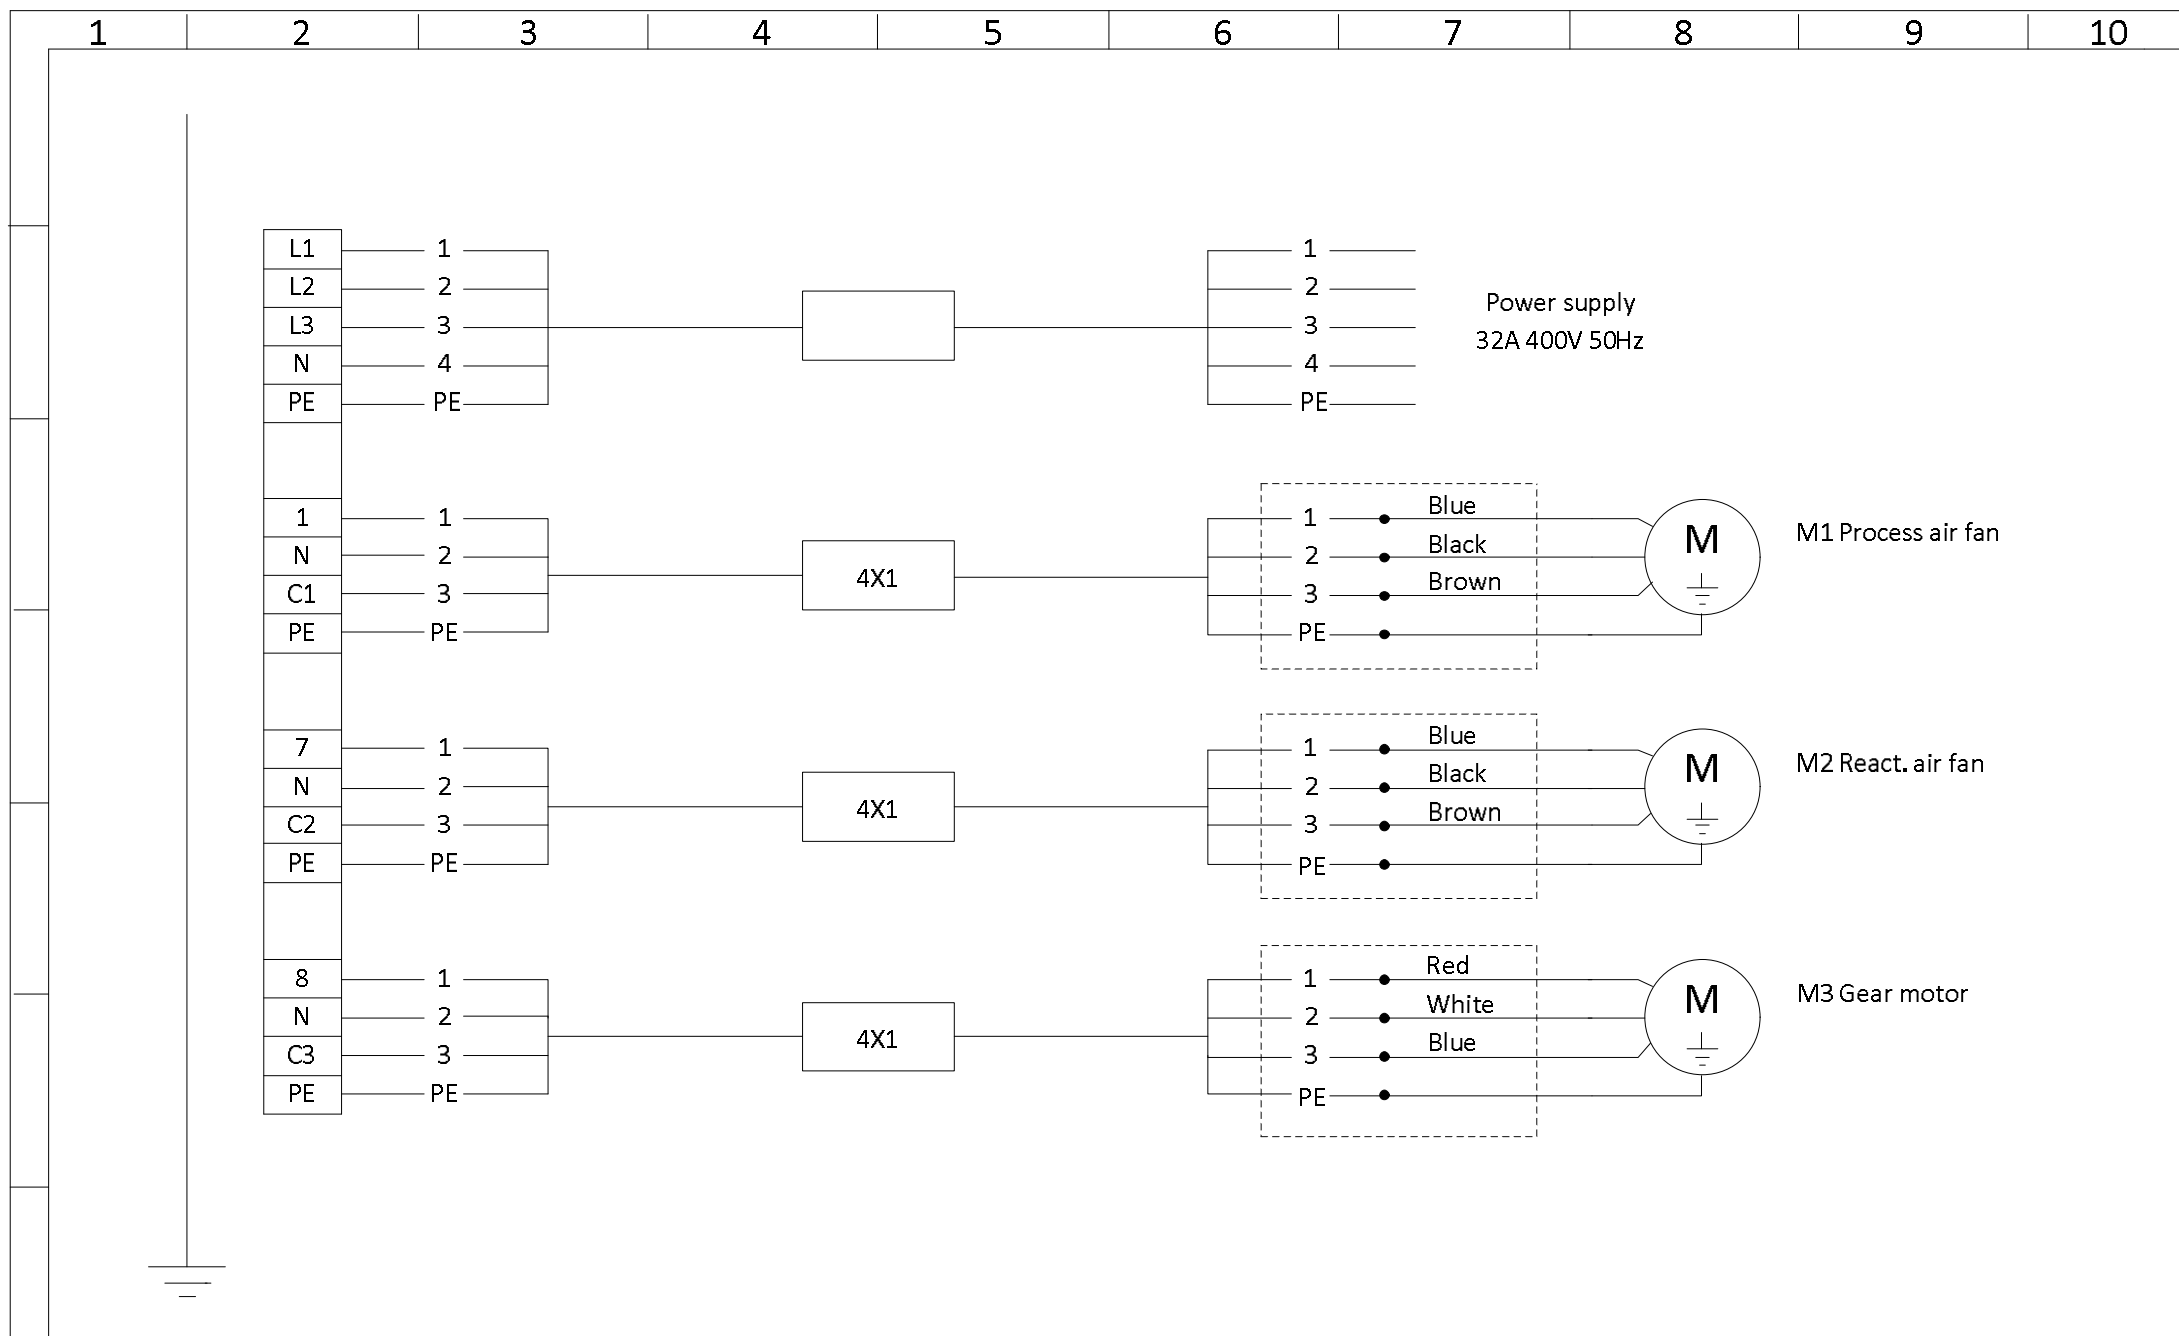 1 2 3 4 5 6 7 8 9 10
L1 1 1
L2 2 2
Power supply
L3 3 3
32A 400V 50Hz
N 4 4
PE PE PE
1 1 1 Blue
M M1 Process air fan
N 2 4X1 2 Black
C1 3 3 Brown
PE PE PE
7 1 1 Blue
M M2 React. air fan
N 2 4X1 2 Black
C2 3 3 Brown
PE PE PE
8 1 1 Red
M M3 Gear motor
N 2 4X1 2 White
C3 3 3 Blue
PE PE PE